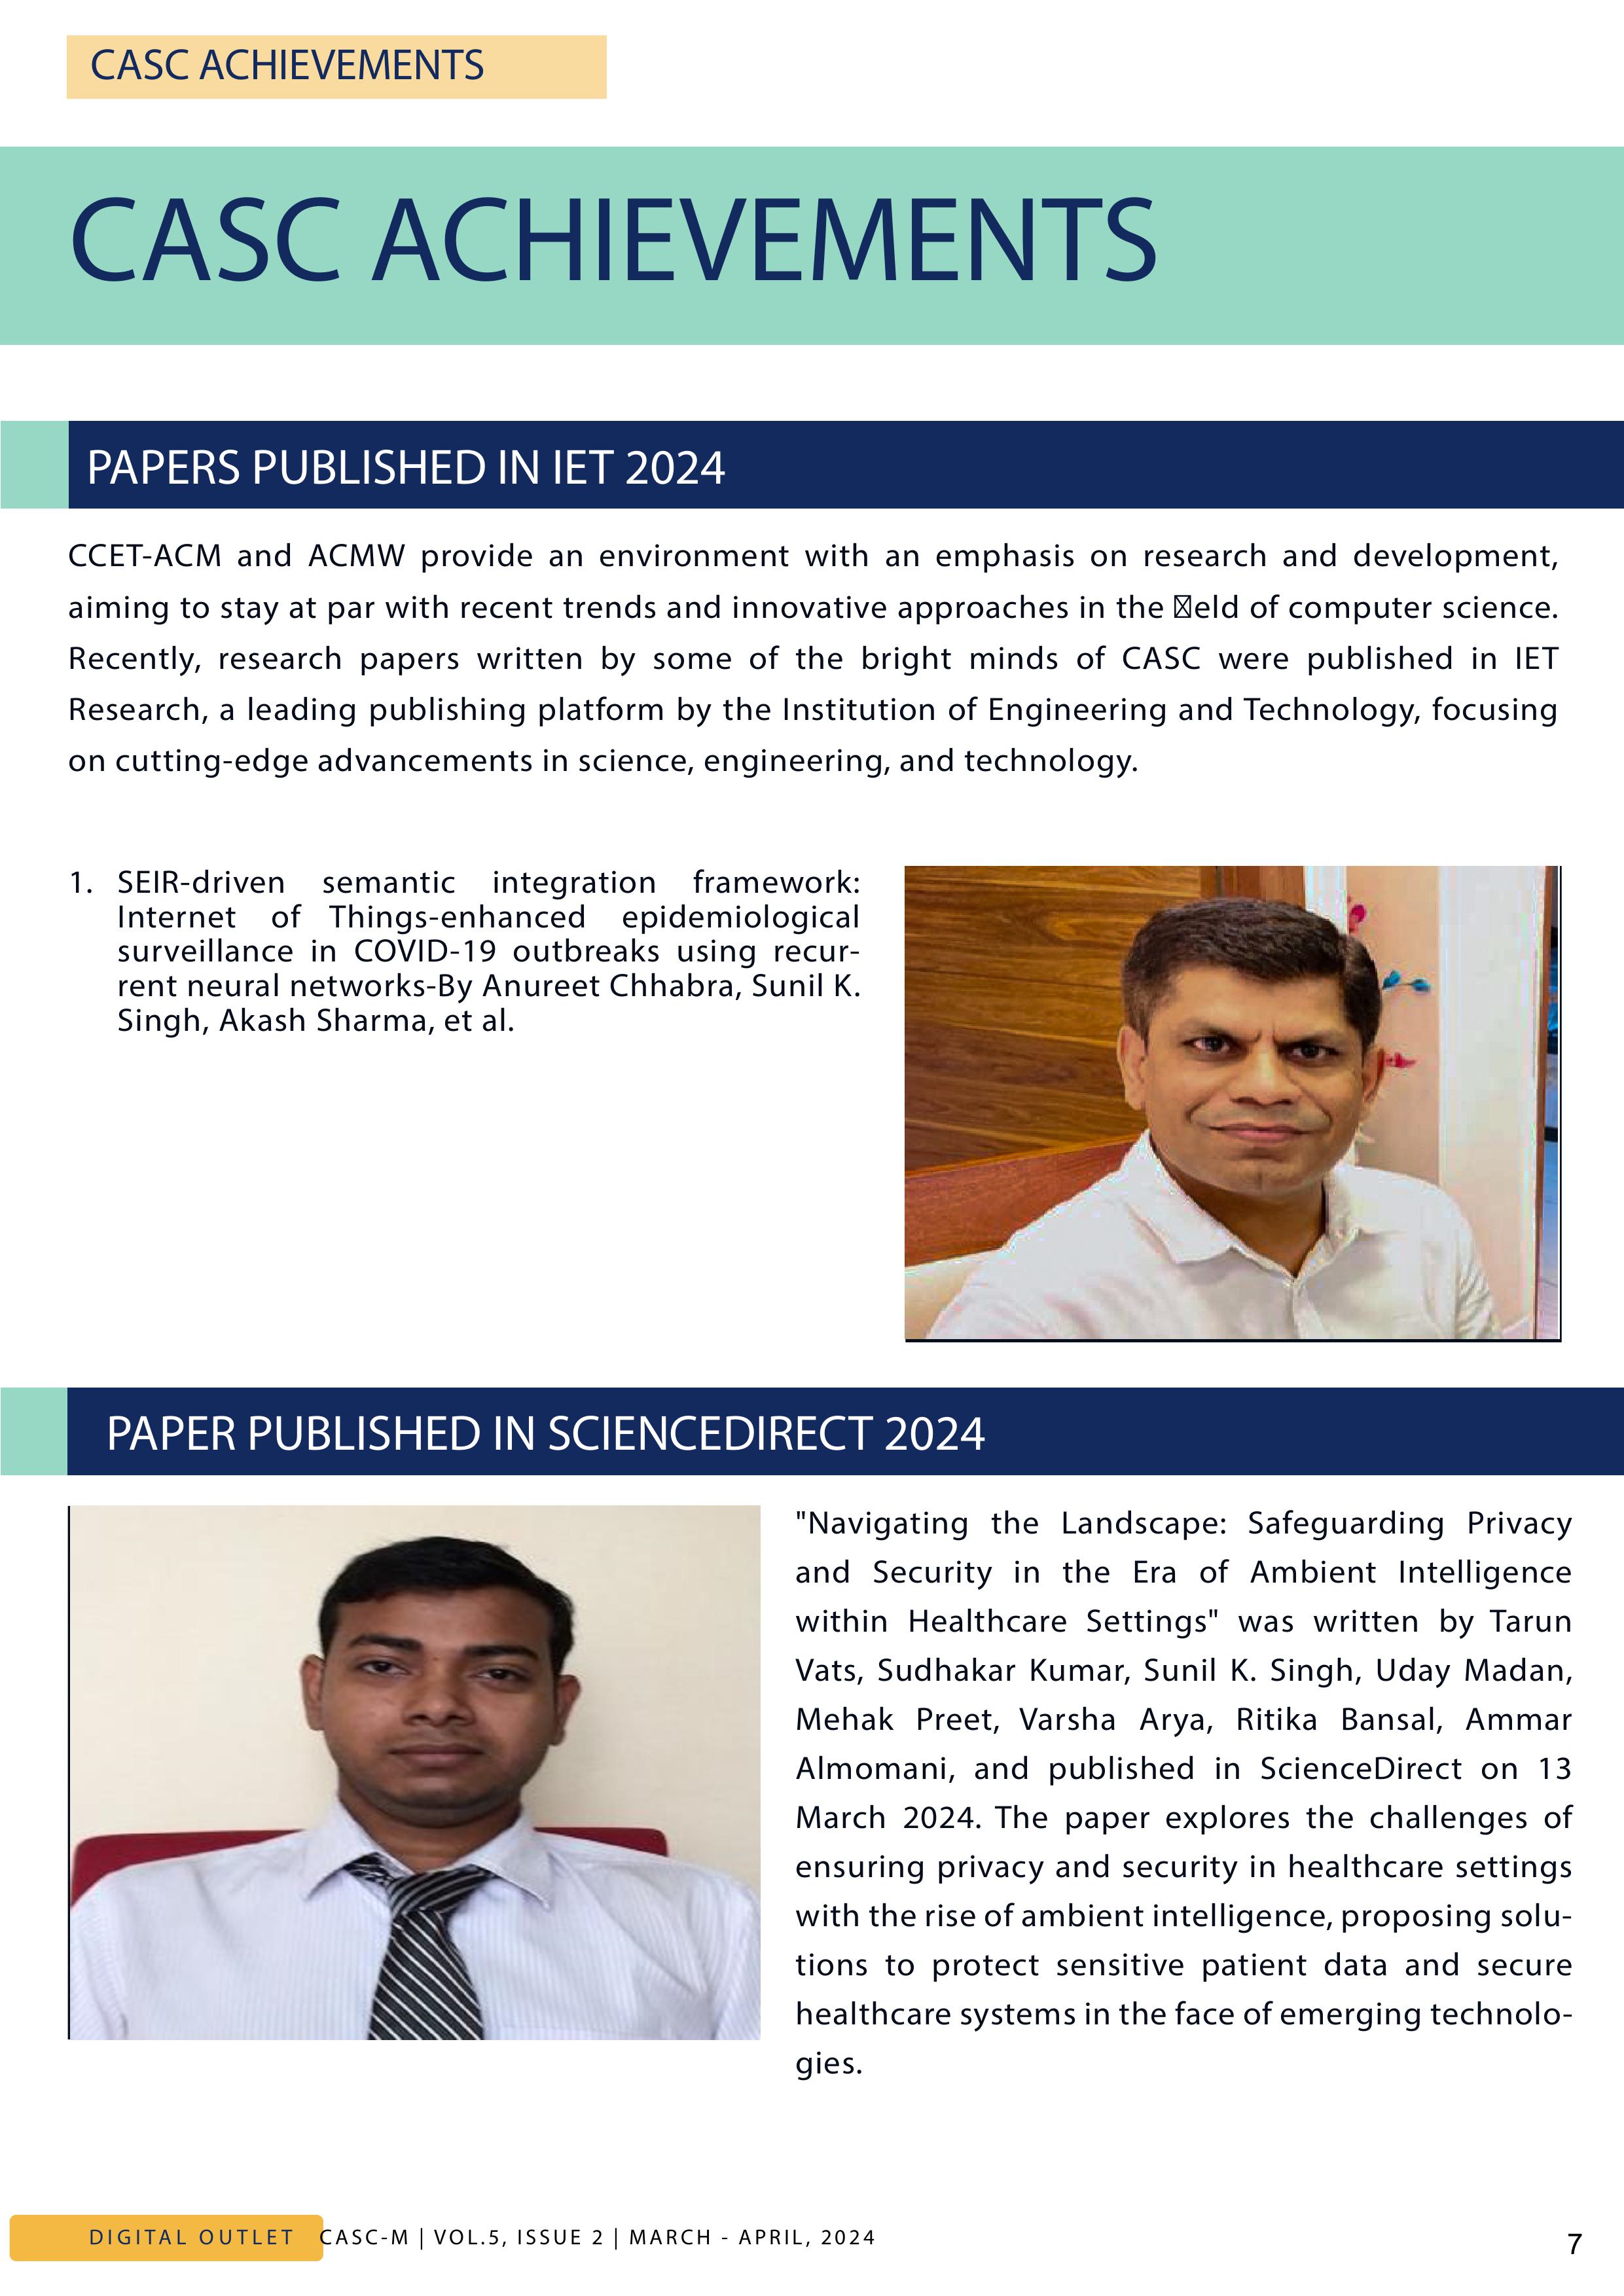 CASC ACHIEVEMENTS
CASC ACHIEVEMENTS
PAPERS PUBLISHED IN IET 2024
CCET-ACM and ACMW provide an environment with an emphasis on research and development,
aiming to stay at par with recent trends and innovative approaches in the eld of computer science.
Recently, research papers written by some of the bright minds of CASC were published in IET
Research, a leading publishing platform by the Institution of Engineering and Technology, focusing
on cutting-edge advancements in science, engineering, and technology.
1. SEIR-driven semantic integration framework:
Internet of Things-enhanced epidemiological
surveillance in COVID-19 outbreaks using recur-
rent neural networks-By Anureet Chhabra, Sunil K.
Singh, Akash Sharma, et al.
PAPER PUBLISHED IN SCIENCEDIRECT 2024
"Navigating the Landscape: Safeguarding Privacy
and Security in the Era of Ambient Intelligence
within Healthcare Settings" was written by Tarun
Vats, Sudhakar Kumar, Sunil K. Singh, Uday Madan,
Mehak Preet, Varsha Arya, Ritika Bansal, Ammar
Almomani, and published in ScienceDirect on 13
March 2024. The paper explores the challenges of
ensuring privacy and security in healthcare settings
with the rise of ambient intelligence, proposing solu-
tions to protect sensitive patient data and secure
healthcare systems in the face of emerging technolo-
gies.
DIGITAL OUTLET CASC-M | VOL.5, ISSUE 2 | MARCH - APRIL, 2024
7